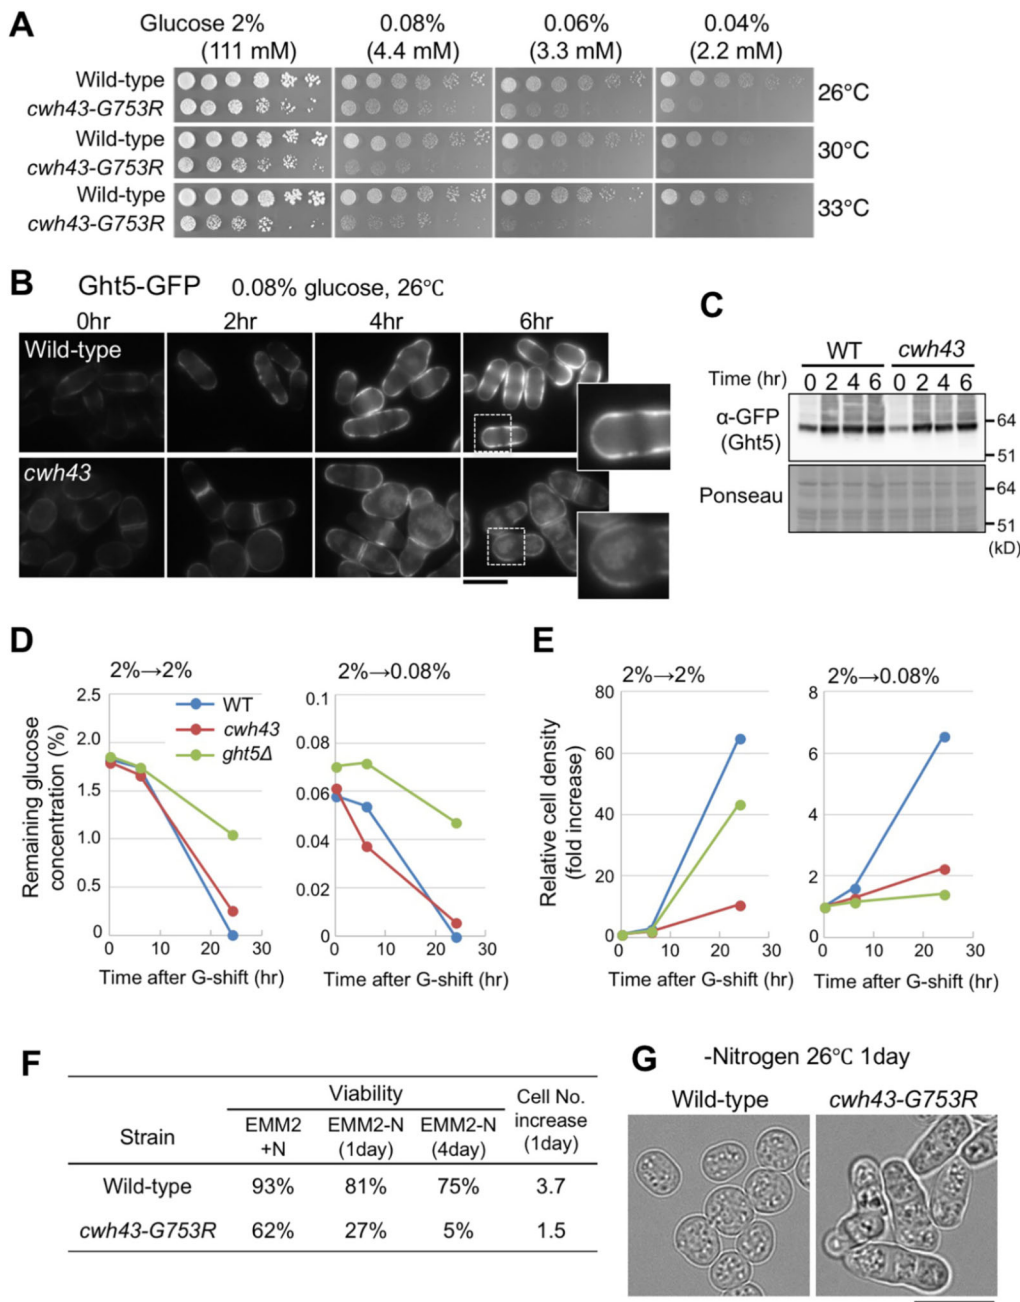 A
Glucose 2% 0.08% 0.06% 0.04%
(111 mM) (4.4 mM) (3.3 mM) (2.2 mM)
Wild-type
cwh43-G753R
26°C
Wild-type
cwh43-G753R
30°C
Wild-type
cwh43-G753R
33°C
B Ght5-GFP 0.08% glucose, 26℃
0hr 2hr 4hr 6hr
Wild-type
cwh43
C
WT cwh43
Time (hr) 0 2 4 6 0 2 4 6
α-GFP
(Ght5)
64
51
Ponseau
64
51
(kD)
D
2%→2% 2%→0.08%
Remaining glucose
concentration (%)
2.5
2.0
1.5
1.0
0.5
0
WT
cwh43
ght5Δ
0 10 20 30
Time after G-shift (hr)
0.1
0.08
0.06
0.04
0.02
0
0 10 20 30
Time after G-shift (hr)
E
2%→2% 2%→0.08%
Relative cell density
(fold increase)
80
60
40
20
0
0 10 20 30
Time after G-shift (hr)
8
6
4
2
0
0 10 20 30
Time after G-shift (hr)
F
Viability Cell No.
increase
(1day)
Strain EMM2 EMM2-N EMM2-N
+N (1day) (4day)
Wild-type 93% 81% 75% 3.7
cwh43-G753R 62% 27% 5% 1.5
G -Nitrogen 26℃ 1day
Wild-type cwh43-G753R